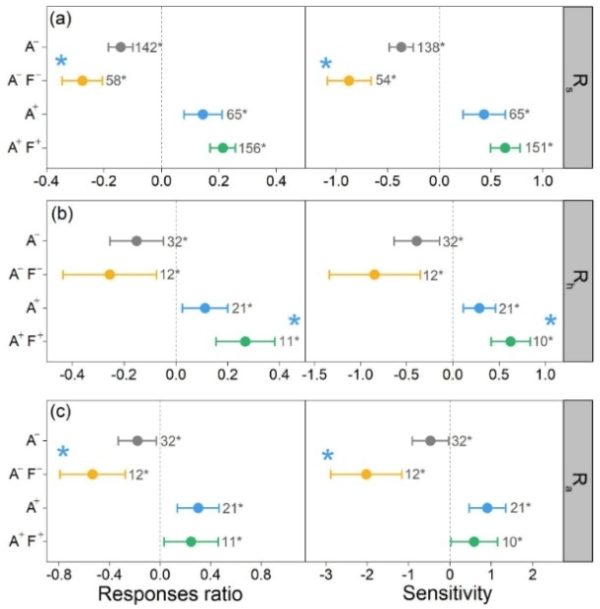 (a)
A⁻ 142* 138*
* *
A⁻ F⁻ 58* 54*
A⁺ 65* 65*
A⁺ F⁺ 156* 151*
Rs
-0.4 -0.2 0.0 0.2 0.4 -1.0 -0.5 0.0 0.5 1.0
(b)
A⁻ 32* 32*
A⁻ F⁻ 12* 12*
A⁺ 21* 21*
* *
A⁺ F⁺ 11* 10*
Rh
-0.4 -0.2 0.0 0.2 0.4 -1.5 -1.0 -0.5 0.0 0.5 1.0
(c)
A⁻ 32* 32*
* *
A⁻ F⁻ 12* 12*
A⁺ 21* 21*
A⁺ F⁺ 11* 10*
Ra
-0.8 -0.4 0.0 0.4 0.8 -3 -2 -1 0 1 2
Responses ratio Sensitivity